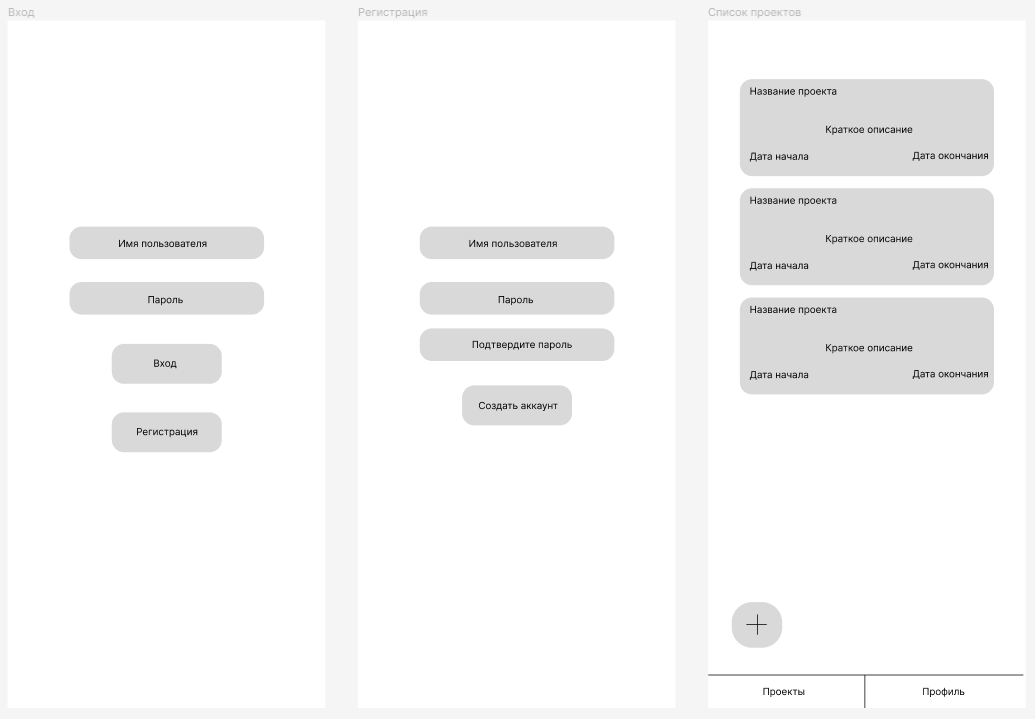 Вход
Имя пользователя
Пароль
Вход
Регистрация
Регистрация
Имя пользователя
Пароль
Подтвердите пароль
Создать аккаунт
Список проектов
Название проекта
Краткое описание
Дата начала
Дата окончания
Название проекта
Краткое описание
Дата начала
Дата окончания
Название проекта
Краткое описание
Дата начала
Дата окончания
Проекты
Профиль